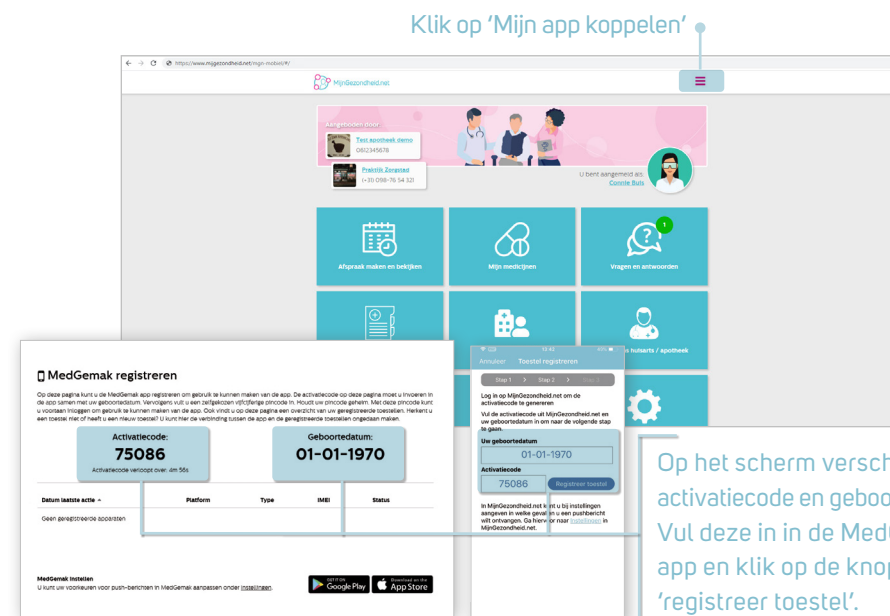 Klik op 'Mijn app koppelen'
https://www.mijgezondheid.net/mgn-mobiel/#/
MijnGezondheid.net
Aangeboden door:
Test apotheek demo
0612345678
Praktijk Zorgstad
(+31) 098-76 54 321
U bent aangemeld als:
Connie Buts
1
Afspraak maken en bekijken
Mijn medicijnen
Vragen en antwoorden
huisarts / apotheek
MedGemak registreren
Op deze pagina kunt u de MedGemak app registreren om gebruik te kunnen maken van de app. De activatiecode op deze pagina moet u invoeren in
de app samen met uw geboortedatum. Vervolgens vult u een zelfgekozen vijfcijferige pincode in. Houdt uw pincode geheim. Met deze pincode kunt
u voortaan inloggen om gebruik te kunnen maken van de app. Ook vindt u op deze pagina een overzicht van uw geregistreerde toestellen. Herkent u
een toestel niet of heeft u een nieuw toestel? U kunt hier de verbinding tussen de app en de geregistreerde toestellen ongedaan maken.
Activatiecode:
75086
Activatiecode verloopt over: 4m 56s
Geboortedatum:
01-01-1970
Datum laatste actie Platform Type IMEI Status
Geen geregistreerde apparaten
MedGemak Instellen
U kunt uw voorkeuren voor push-berichten in MedGemak aanpassen onder instellingen.
GET IT ON
Google Play
Download on the
App Store
Annuleer Toestel registreren
Stap 1 > Stap 2 > Stap 3
Log in op MijnGezondheid.net om de
activatiecode te genereren
Vul de activatiecode uit MijnGezondheid.net en
uw geboortedatum in om naar de volgende stap
te gaan.
Uw geboortedatum
01-01-1970
Activatiecode
75086 Registreer toestel
In MijnGezondheid.net kunt u bij instellingen
aangeven in welke gevallen u een pushbericht
wilt ontvangen. Ga hiervoor naar Instellingen in
MijnGezondheid.net.
Op het scherm versch
activatiecode en geboo
Vul deze in in de Med
app en klik op de knop
'registreer toestel'.